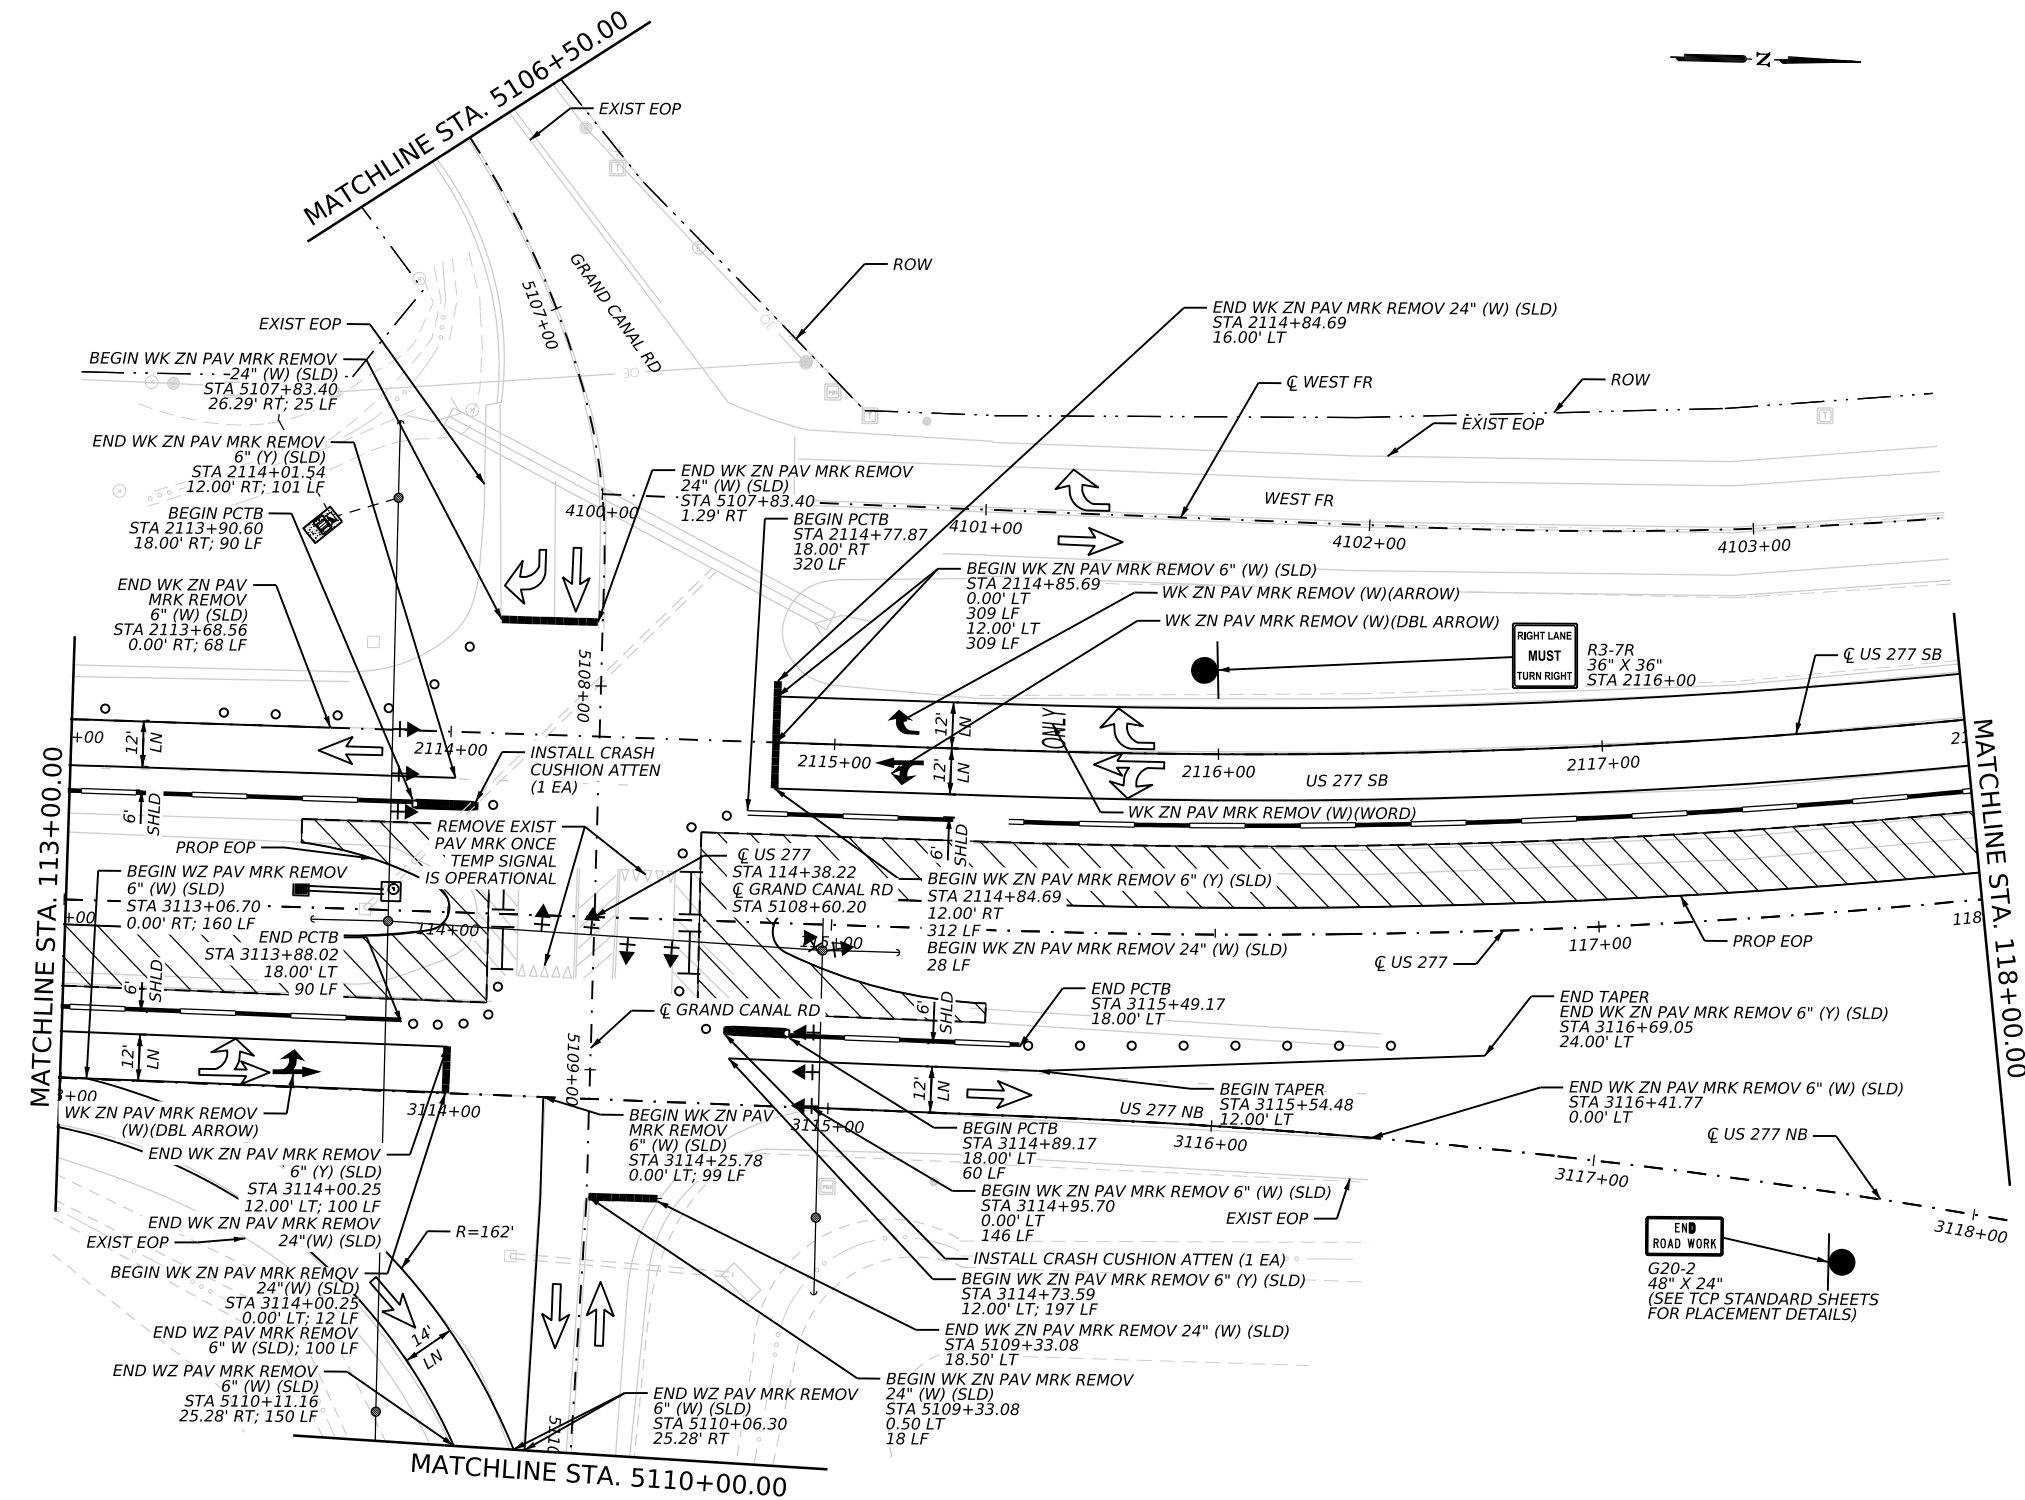 MATCHLINE STA. 5106+50.00
N
EXIST EOP
ROW
GRAND CANAL RD
5107+00
OE
OE
END WK ZN PAV MRK REMOV 24" (W) (SLD)
STA 2114+84.69
16.00' LT
EXIST EOP
BEGIN WK ZN PAV MRK REMOV
24" (W) (SLD)
STA 5107+83.40
26.29' RT; 25 LF
℄ WEST FR
ROW
EXIST EOP
END WK ZN PAV MRK REMOV
6" (Y) (SLD)
STA 2114+01.54
12.00' RT; 101 LF
END WK ZN PAV MRK REMOV
24" (W) (SLD)
STA 5107+83.40
1.29' RT
WEST FR
4100+00
4101+00
4102+00
4103+00
BEGIN PCTB
STA 2113+90.60
18.00' RT; 90 LF
BEGIN PCTB
STA 2114+77.87
18.00' RT
320 LF
END WK ZN PAV
MRK REMOV
6" (W) (SLD)
STA 2113+68.56
0.00' RT; 68 LF
BEGIN WK ZN PAV MRK REMOV 6" (W) (SLD)
STA 2114+85.69
0.00' LT
309 LF
12.00' LT
309 LF
WK ZN PAV MRK REMOV (W)(ARROW)
WK ZN PAV MRK REMOV (W)(DBL ARROW)
RIGHT LANE
MUST
TURN RIGHT
R3-7R
36" X 36"
STA 2116+00
℄ US 277 SB
5108+00
+00
12'
LN
2114+00
INSTALL CRASH
CUSHION ATTEN
(1 EA)
2115+00
12'
LN
12'
LN
ONLY
2116+00
US 277 SB
2117+00
21
MATCHLINE STA. 113+00.00
MATCHLINE STA. 118+00.00
6'
SHLD
WK ZN PAV MRK REMOV (W)(WORD)
REMOVE EXIST
PAV MRK ONCE
TEMP SIGNAL
IS OPERATIONAL
PROP EOP
6'
SHLD
℄ US 277
STA 114+38.22
℄ GRAND CANAL RD
STA 5108+60.20
BEGIN WZ PAV MRK REMOV
6" (W) (SLD)
STA 3113+06.70
0.00' RT; 160 LF
BEGIN WK ZN PAV MRK REMOV 6" (Y) (SLD)
STA 2114+84.69
12.00' RT
312 LF
BEGIN WK ZN PAV MRK REMOV 24" (W) (SLD)
28 LF
+00
114+00
115+00
117+00
118
END PCTB
STA 3113+88.02
18.00' LT
90 LF
℄ US 277
PROP EOP
6'
SHLD
END PCTB
STA 3115+49.17
18.00' LT
6'
SHLD
END TAPER
END WK ZN PAV MRK REMOV 6" (Y) (SLD)
STA 3116+69.05
24.00' LT
℄ GRAND CANAL RD
5109+00
12'
LN
12'
LN
BEGIN TAPER
STA 3115+54.48
12.00' LT
END WK ZN PAV MRK REMOV 6" (W) (SLD)
STA 3116+41.77
0.00' LT
3+00
3114+00
3115+00
US 277 NB
3116+00
3117+00
3118+00
℄ US 277 NB
WK ZN PAV MRK REMOV
(W)(DBL ARROW)
BEGIN WK ZN PAV
MRK REMOV
6" (W) (SLD)
STA 3114+25.78
0.00' LT; 99 LF
BEGIN PCTB
STA 3114+89.17
18.00' LT
60 LF
END WK ZN PAV MRK REMOV
6" (Y) (SLD)
STA 3114+00.25
12.00' LT; 100 LF
END WK ZN PAV MRK REMOV
24"(W) (SLD)
BEGIN WK ZN PAV MRK REMOV 6" (W) (SLD)
STA 3114+95.70
0.00' LT
146 LF
EXIST EOP
EXIST EOP
R=162'
INSTALL CRASH CUSHION ATTEN (1 EA)
END
ROAD WORK
G20-2
48" X 24"
(SEE TCP STANDARD SHEETS
FOR PLACEMENT DETAILS)
BEGIN WK ZN PAV MRK REMOV
24"(W) (SLD)
STA 3114+00.25
0.00' LT; 12 LF
END WZ PAV MRK REMOV
6" W (SLD); 100 LF
BEGIN WK ZN PAV MRK REMOV 6" (Y) (SLD)
STA 3114+73.59
12.00' LT; 197 LF
14'
LN
END WK ZN PAV MRK REMOV 24" (W) (SLD)
STA 5109+33.08
18.50' LT
END WZ PAV MRK REMOV
6" (W) (SLD)
STA 5110+11.16
25.28' RT; 150 LF
BEGIN WK ZN PAV MRK REMOV
24" (W) (SLD)
STA 5109+33.08
0.50 LT
18 LF
END WZ PAV MRK REMOV
6" (W) (SLD)
STA 5110+06.30
25.28' RT
5110
MATCHLINE STA. 5110+00.00